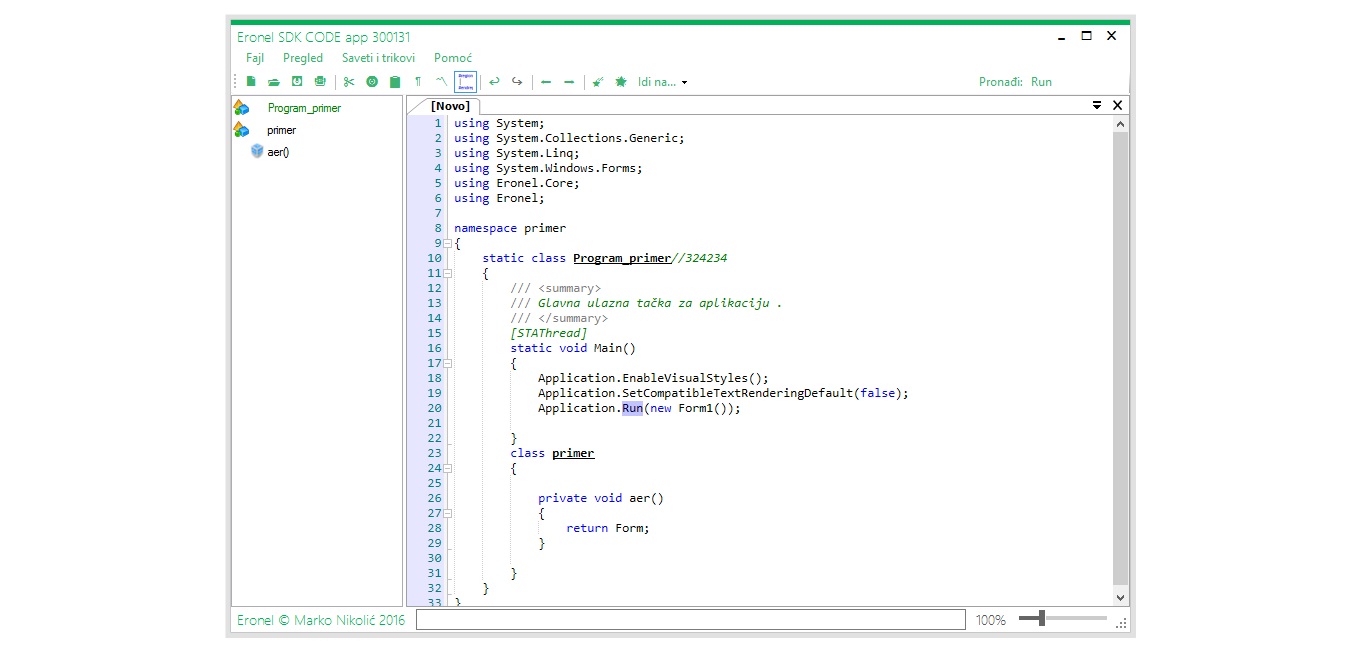 Eronel SDK CODE app 300131
Fajl Pregled Saveti i trikovi Pomoć
Idi na... Pronađi: Run
Program_primer
primer
aer()
[Novo]
1 using System;
2 using System.Collections.Generic;
3 using System.Linq;
4 using System.Windows.Forms;
5 using Eronel.Core;
6 using Eronel;
7
8 namespace primer
9 {
10 static class Program_primer//324234
11 {
12 /// <summary>
13 /// Glavna ulazna tačka za aplikaciju .
14 /// </summary>
15 [STAThread]
16 static void Main()
17 {
18 Application.EnableVisualStyles();
19 Application.SetCompatibleTextRenderingDefault(false);
20 Application.Run(new Form1());
21
22 }
23 class primer
24 {
25
26 private void aer()
27 {
28 return Form;
29 }
30
31 }
32 }
33 }
Eronel © Marko Nikolić 2016
100%